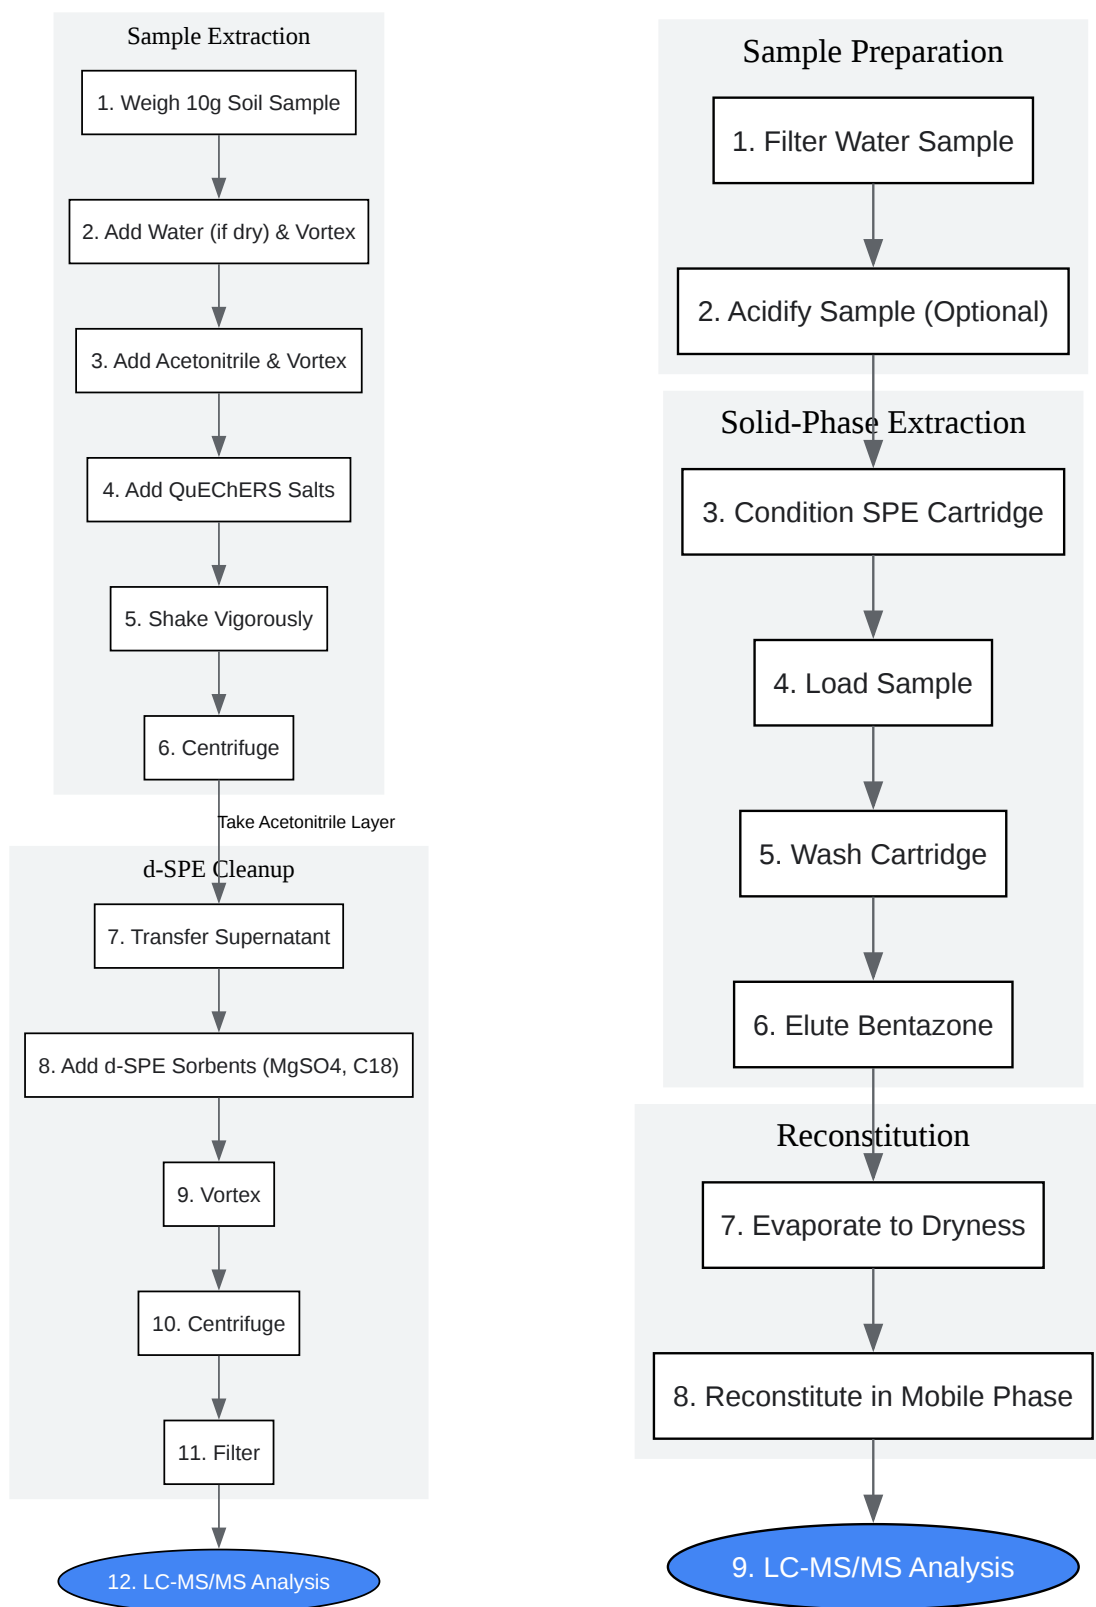 Sample Extraction
1. Weigh 10g Soil Sample
2. Add Water (if dry) & Vortex
3. Add Acetonitrile & Vortex
4. Add QuEChERS Salts
5. Shake Vigorously
6. Centrifuge
Take Acetonitrile Layer
d-SPE Cleanup
7. Transfer Supernatant
8. Add d-SPE Sorbents (MgSO4, C18)
9. Vortex
10. Centrifuge
11. Filter
12. LC-MS/MS Analysis
Sample Preparation
1. Filter Water Sample
2. Acidify Sample (Optional)
Solid-Phase Extraction
3. Condition SPE Cartridge
4. Load Sample
5. Wash Cartridge
6. Elute Bentazone
Reconstitution
7. Evaporate to Dryness
8. Reconstitute in Mobile Phase
9. LC-MS/MS Analysis